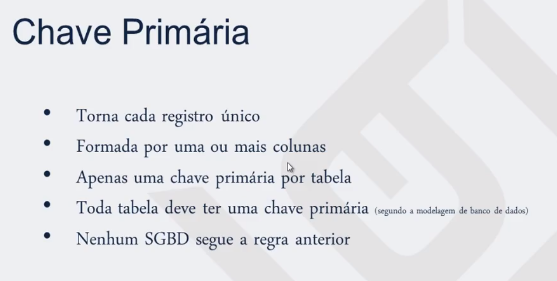 Chave Primária
• Torna cada registro único
• Formada por uma ou mais colunas
• Apenas uma chave primária por tabela
• Toda tabela deve ter uma chave primária (segundo a modelagem de banco de dados)
• Nenhum SGBD segue a regra anterior